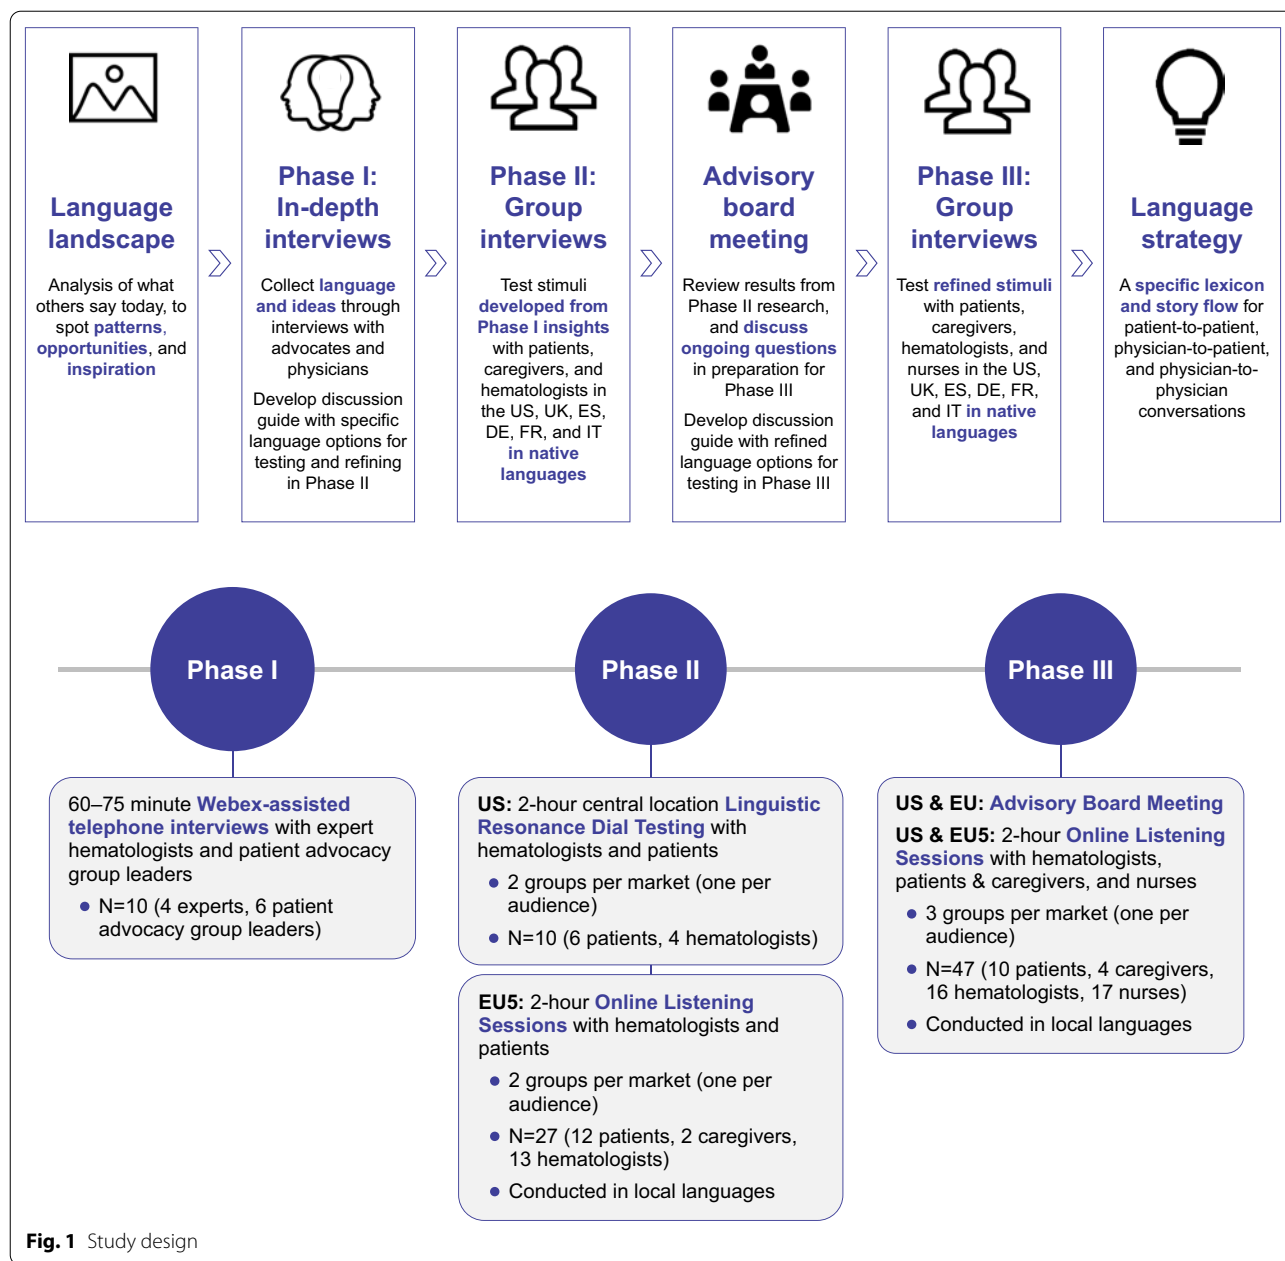 Language
landscape
Analysis of what
others say today, to
spot patterns,
opportunities, and
inspiration
Phase I:
In-depth
interviews
Collect language
and ideas through
interviews with
advocates and
physicians
Develop discussion
guide with specific
language options for
testing and refining
in Phase II
Phase II:
Group
interviews
Test stimuli
developed from
Phase I insights
with patients,
caregivers, and
hematologists in
the US, UK, ES,
DE, FR, and IT
in native
languages
Advisory
board
meeting
Review results from
Phase II research,
and discuss
ongoing questions
in preparation for
Phase III
Develop discussion
guide with refined
language options for
testing in Phase III
Phase III:
Group
interviews
Test refined stimuli
with patients,
caregivers,
hematologists, and
nurses in the US,
UK, ES, DE, FR,
and IT in native
languages
Language
strategy
A specific lexicon
and story flow for
patient-to-patient,
physician-to-patient,
and physician-to-
physician
conversations
Phase I
60–75 minute Webex-assisted
telephone interviews with expert
hematologists and patient advocacy
group leaders
• N=10 (4 experts, 6 patient
advocacy group leaders)
Phase II
US: 2-hour central location Linguistic
Resonance Dial Testing with
hematologists and patients
• 2 groups per market (one per
audience)
• N=10 (6 patients, 4 hematologists)
EU5: 2-hour Online Listening
Sessions with hematologists and
patients
• 2 groups per market (one per
audience)
• N=27 (12 patients, 2 caregivers,
13 hematologists)
• Conducted in local languages
Phase III
US & EU: Advisory Board Meeting
US & EU5: 2-hour Online Listening
Sessions with hematologists,
patients & caregivers, and nurses
• 3 groups per market (one per
audience)
• N=47 (10 patients, 4 caregivers,
16 hematologists, 17 nurses)
• Conducted in local languages
Fig. 1 Study design